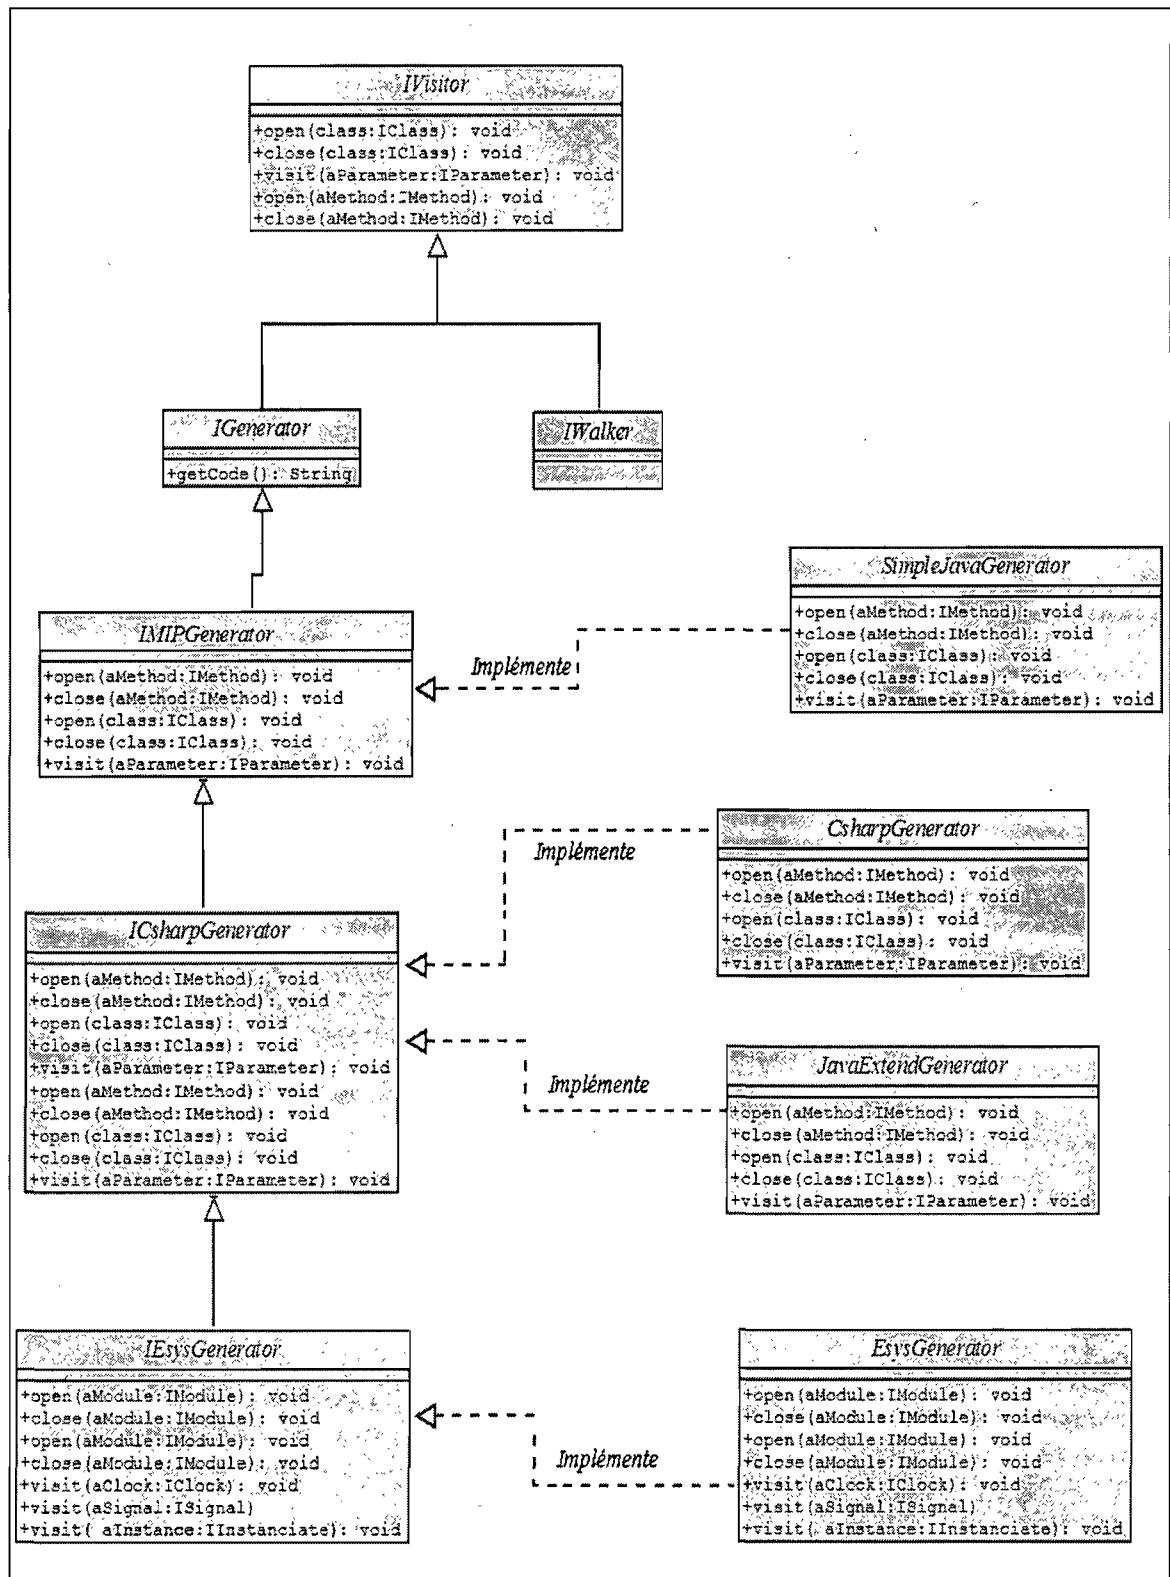 IVisitor
+open(class:IClass): void
+close(class:IClass): void
+visit(aParameter:IParameter): void
+open(aMethod:IMethod): void
+close(aMethod:IMethod): void
IGenerator
+getCode(): String
IWalker
SimpleJavaGenerator
+open(aMethod:IMethod): void
+close(aMethod:IMethod): void
+open(class:IClass): void
+close(class:IClass): void
+visit(aParameter:IParameter): void
IMIPGenerator
+open(aMethod:IMethod): void
+close(aMethod:IMethod): void
+open(class:IClass): void
+close(class:IClass): void
+visit(aParameter:IParameter): void
Implémente
CsharpGenerator
+open(aMethod:IMethod): void
+close(aMethod:IMethod): void
+open(class:IClass): void
+close(class:IClass): void
+visit(aParameter:IParameter): void
Implémente
ICsharpGenerator
+open(aMethod:IMethod): void
+close(aMethod:IMethod): void
+open(class:IClass): void
+close(class:IClass): void
+visit(aParameter:IParameter): void
+open(aMethod:IMethod): void
+close(aMethod:IMethod): void
+open(class:IClass): void
+close(class:IClass): void
+visit(aParameter:IParameter): void
Implémente
JavaExtendGenerator
+open(aMethod:IMethod): void
+close(aMethod:IMethod): void
+open(class:IClass): void
+close(class:IClass): void
+visit(aParameter:IParameter): void
IEsysGenerator
+open(aModule:IModule): void
+close(aModule:IModule): void
+open(aModule:IModule): void
+close(aModule:IModule): void
+visit(aClock:IClock): void
+visit(aSignal:ISignal)
+visit( aInstance:IInstanciate): void
Implémente
EsysGenerator
+open(aModule:IModule): void
+close(aModule:IModule): void
+open(aModule:IModule): void
+close(aModule:IModule): void
+visit(aClock:IClock): void
+visit(aSignal:ISignal)
+visit( aInstance:IInstanciate): void